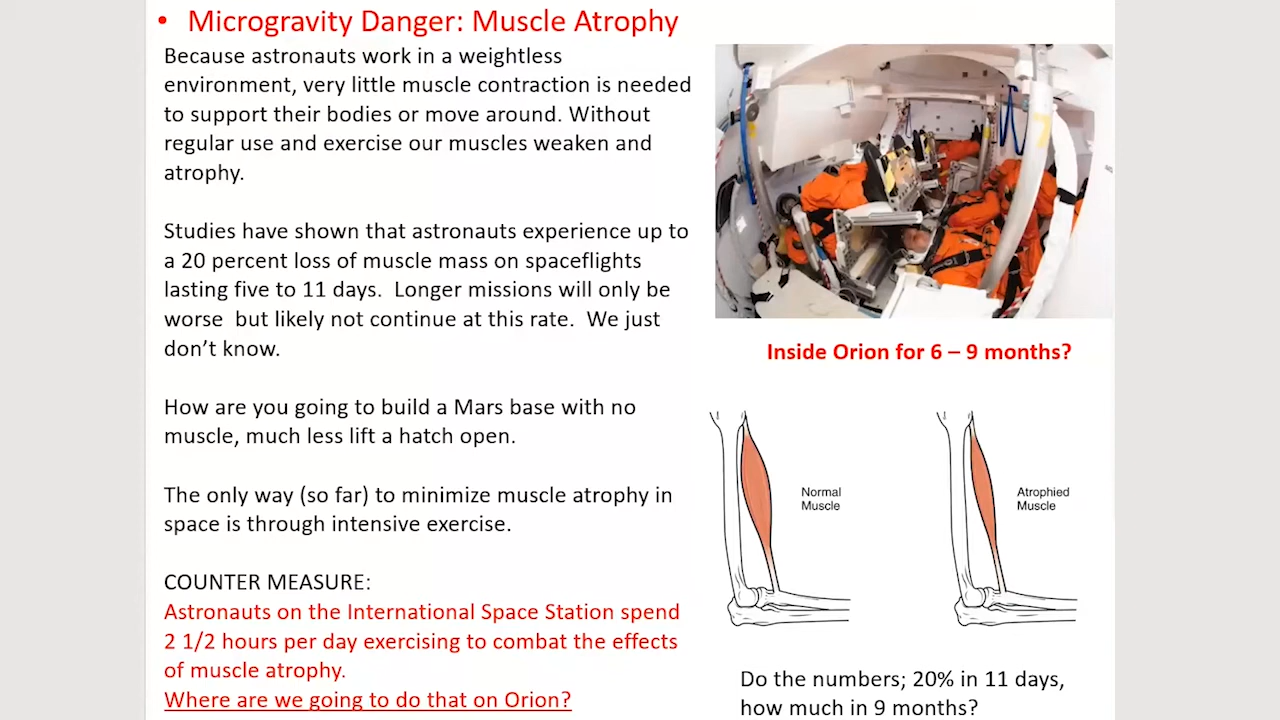 • Microgravity Danger: Muscle Atrophy
Because astronauts work in a weightless
environment, very little muscle contraction is needed
to support their bodies or move around. Without
regular use and exercise our muscles weaken and
atrophy.
Studies have shown that astronauts experience up to
a 20 percent loss of muscle mass on spaceflights
lasting five to 11 days.  Longer missions will only be
worse  but likely not continue at this rate.  We just
don’t know.
How are you going to build a Mars base with no
muscle, much less lift a hatch open.
The only way (so far) to minimize muscle atrophy in
space is through intensive exercise.
COUNTER MEASURE:
Astronauts on the International Space Station spend
2 1/2 hours per day exercising to combat the effects
of muscle atrophy.
Where are we going to do that on Orion?
Inside Orion for 6 – 9 months?
Normal
Muscle
Atrophied
Muscle
Do the numbers; 20% in 11 days,
how much in 9 months?